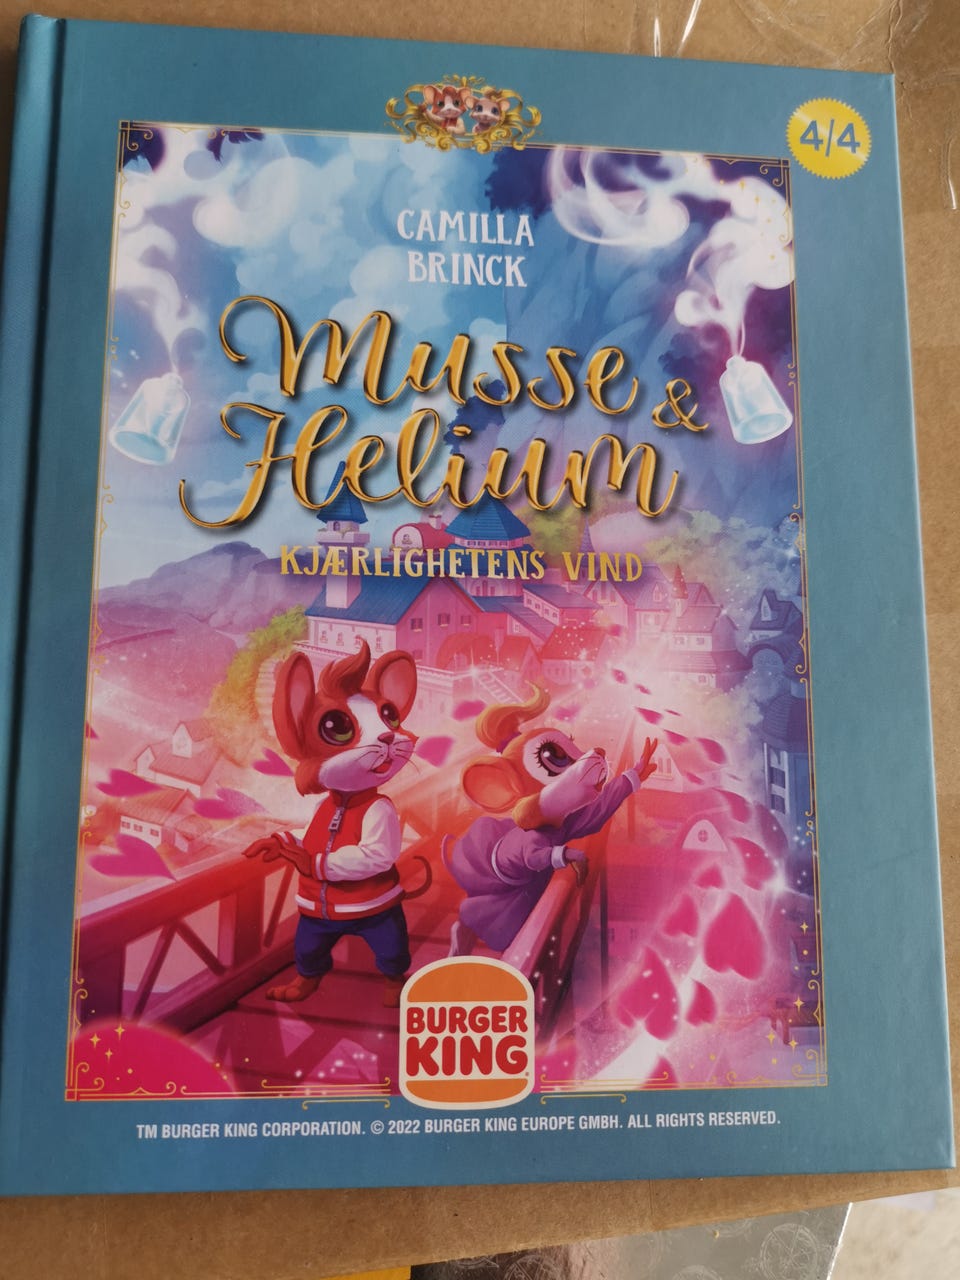 4/4
CAMILLA
BRINCK
Musse &
Helium
KJÆRLIGHETENS VIND
BURGER
KING®
TM BURGER KING CORPORATION. © 2022 BURGER KING EUROPE GMBH. ALL RIGHTS RESERVED.